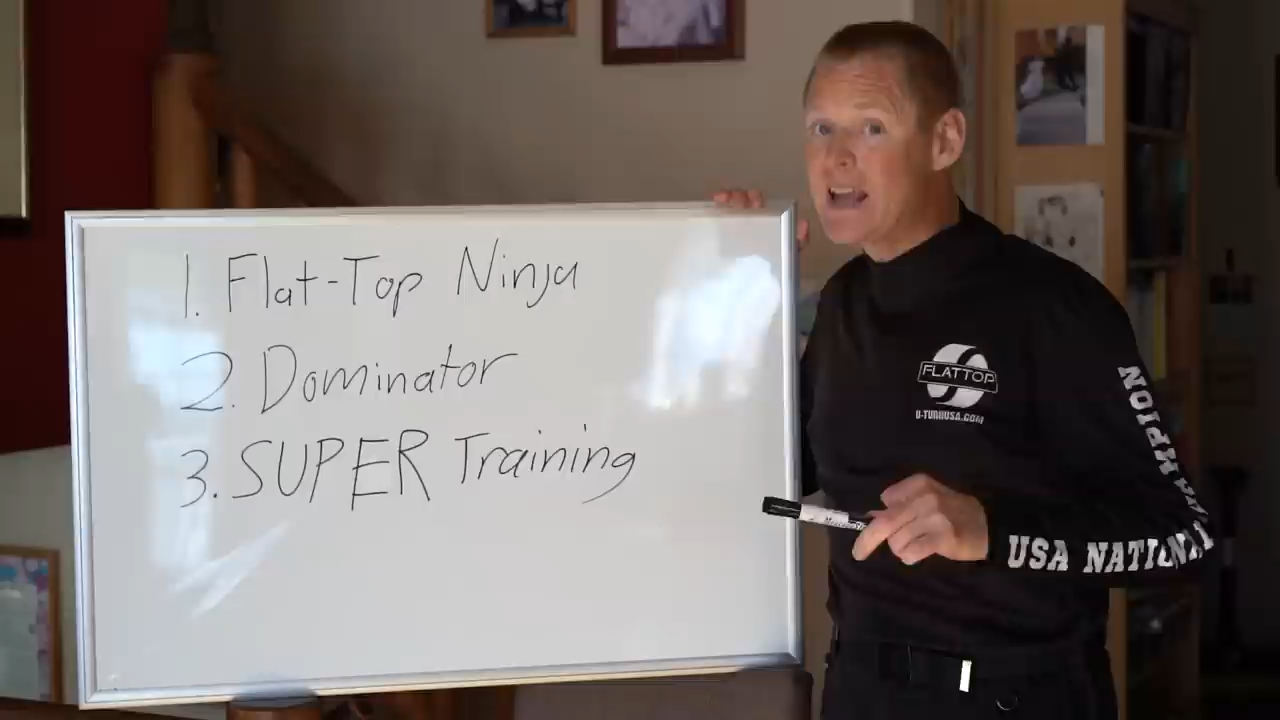 1. Flat-Top Ninja
2. Dominator
3. SUPER Training
FLATTOP
U-TURNUSA.COM
USA NATIONAL CHAMPION